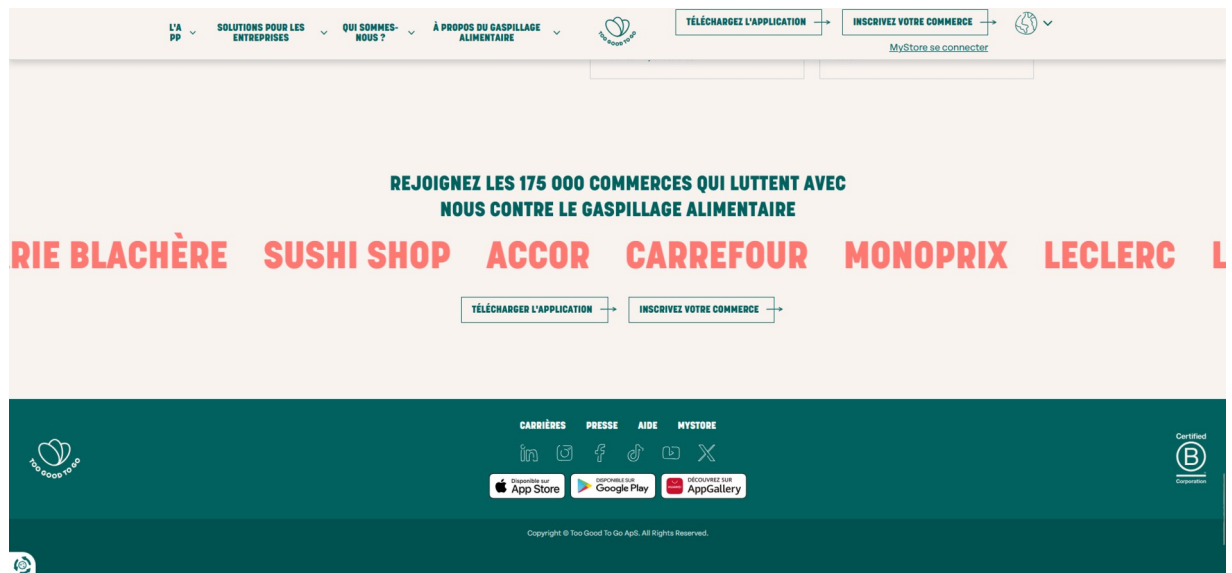 L'A
PP
SOLUTIONS POUR LES
ENTREPRISES
QUI SOMMES-
NOUS ?
À PROPOS DU GASPILLAGE
ALIMENTAIRE
TOO GOOD TO GO
TÉLÉCHARGEZ L'APPLICATION
INSCRIVEZ VOTRE COMMERCE
MyStore se connecter
REJOIGNEZ LES 175 000 COMMERCES QUI LUTTENT AVEC
NOUS CONTRE LE GASPILLAGE ALIMENTAIRE
RIE BLACHÈRE SUSHI SHOP ACCOR CARREFOUR MONOPRIX LECLERC L
TÉLÉCHARGER L'APPLICATION
INSCRIVEZ VOTRE COMMERCE
CARRIÈRES PRESSE AIDE MYSTORE
TOO GOOD TO GO
Certified
B
Corporation
Disponible sur
App Store
DISPONIBLE SUR
Google Play
DÉCOUVREZ SUR
AppGallery
Copyright © Too Good To Go ApS. All Rights Reserved.